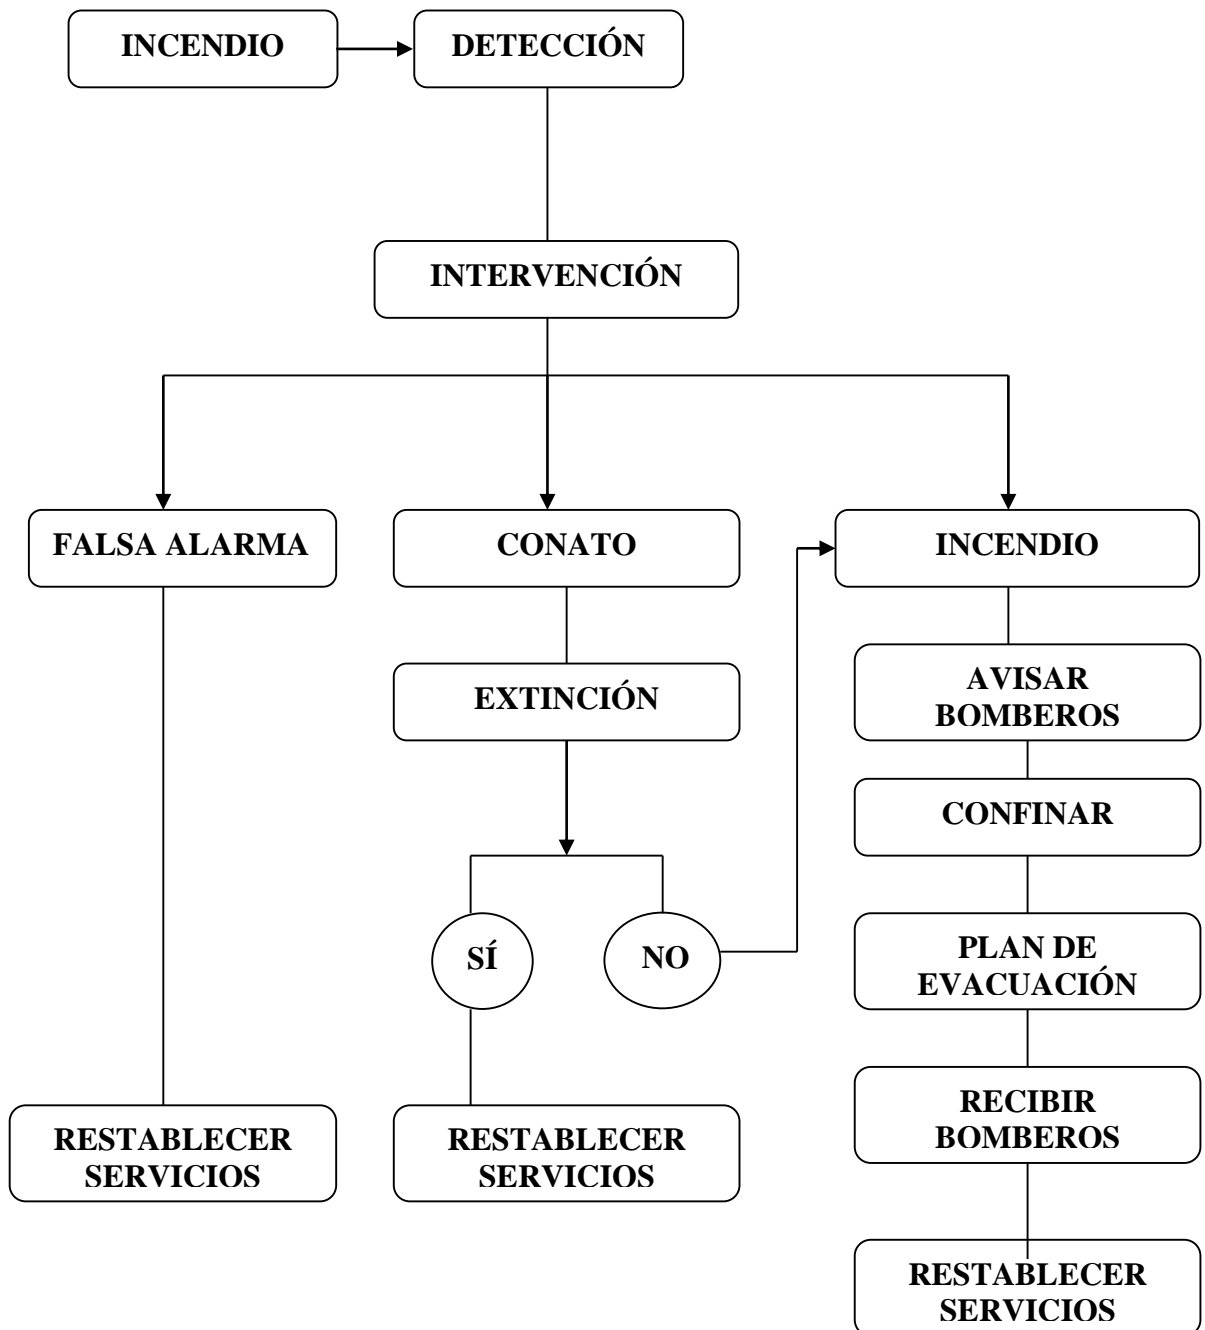 INCENDIO
DETECCIÓN
INTERVENCIÓN
FALSA ALARMA
CONATO
INCENDIO
EXTINCIÓN
AVISAR
BOMBEROS
CONFINAR
SÍ
NO
PLAN DE
EVACUACIÓN
RECIBIR
BOMBEROS
RESTABLECER
SERVICIOS
RESTABLECER
SERVICIOS
RESTABLECER
SERVICIOS